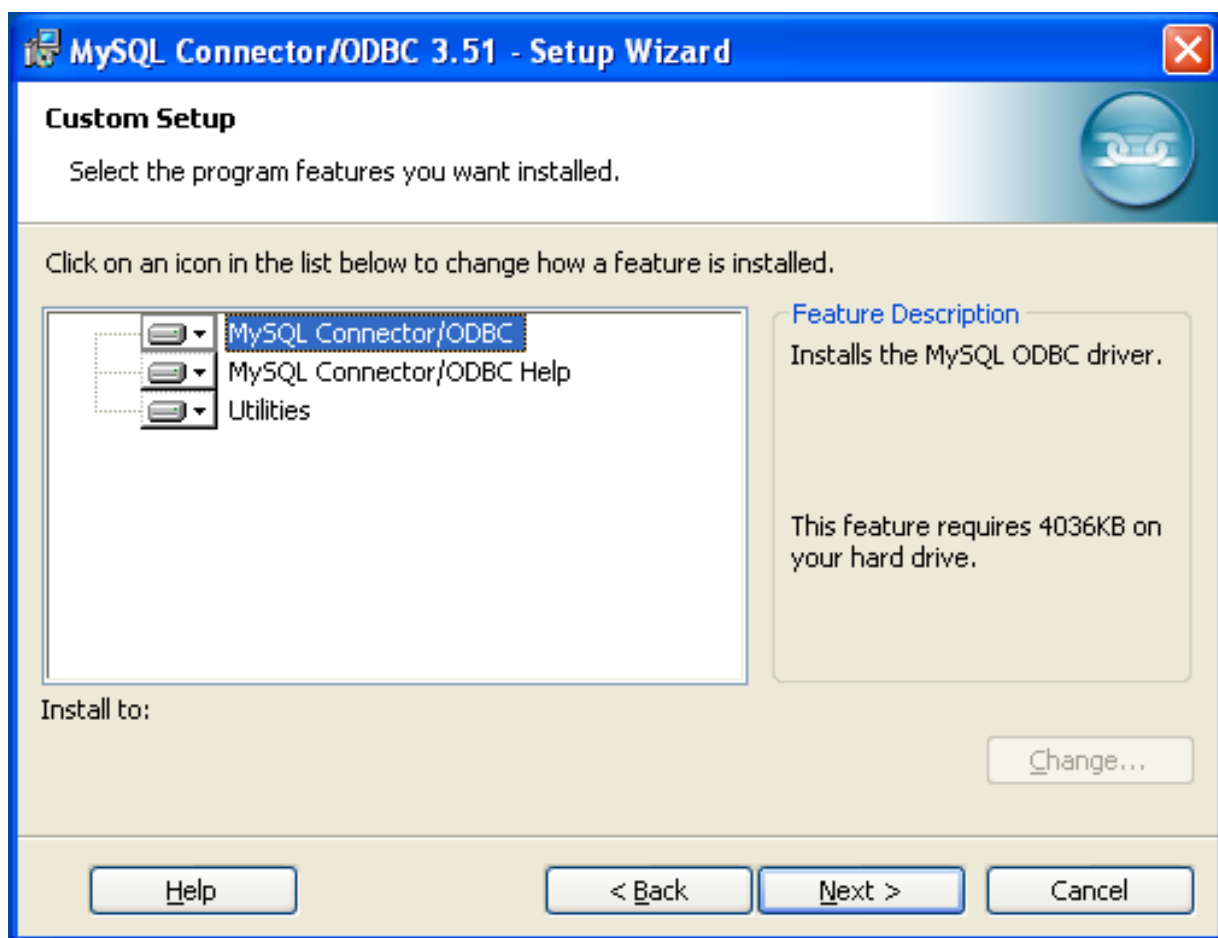 MySQL Connector/ODBC 3.51 - Setup Wizard
Custom Setup
Select the program features you want installed.
Click on an icon in the list below to change how a feature is installed.
MySQL Connector/ODBC
MySQL Connector/ODBC Help
Utilities
Feature Description
Installs the MySQL ODBC driver.
This feature requires 4036KB on
your hard drive.
Install to:
Change...
Help
< Back
Next >
Cancel